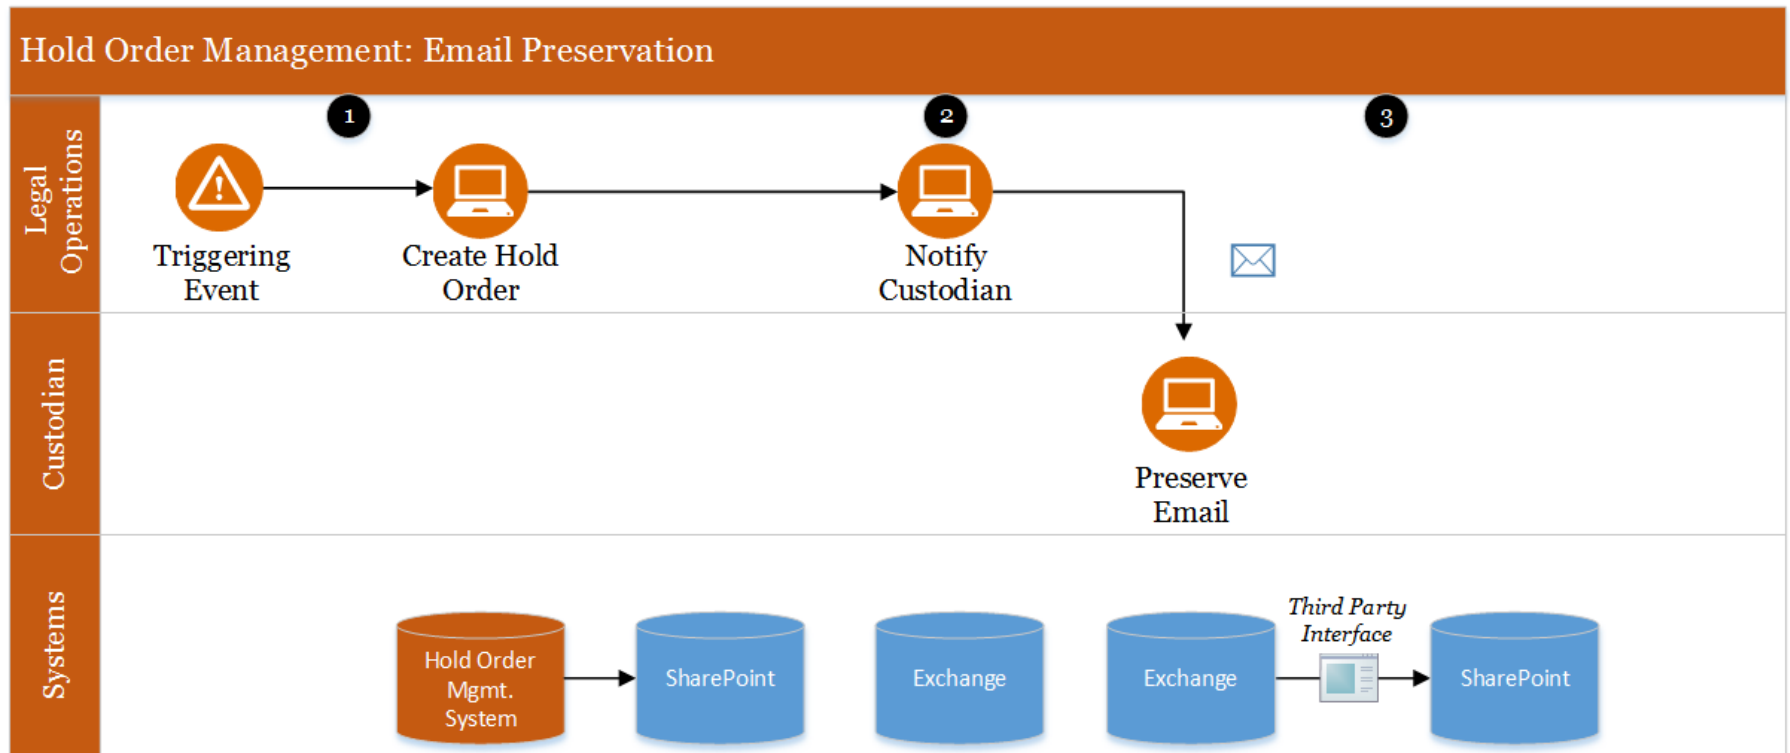 Hold Order Management: Email Preservation
1
2
3
Legal
Operations
Triggering
Event
Create Hold
Order
Notify
Custodian
Custodian
Preserve
Email
Systems
Hold Order
Mgmt.
System
SharePoint
Exchange
Exchange
Third Party
Interface
SharePoint